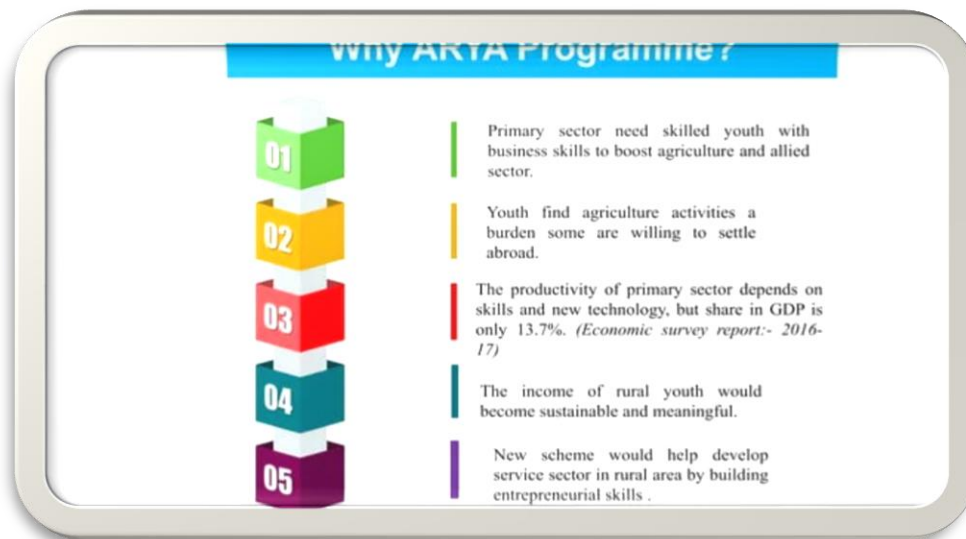 Why ARYA Programme?
01
Primary sector need skilled youth with
business skills to boost agriculture and allied
sector.
02
Youth find agriculture activities a
burden some are willing to settle
abroad.
03
The productivity of primary sector depends on
skills and new technology, but share in GDP is
only 13.7%. (Economic survey report:- 2016-
17)
04
The income of rural youth would
become sustainable and meaningful.
05
New scheme would help develop
service sector in rural area by building
entrepreneurial skills .